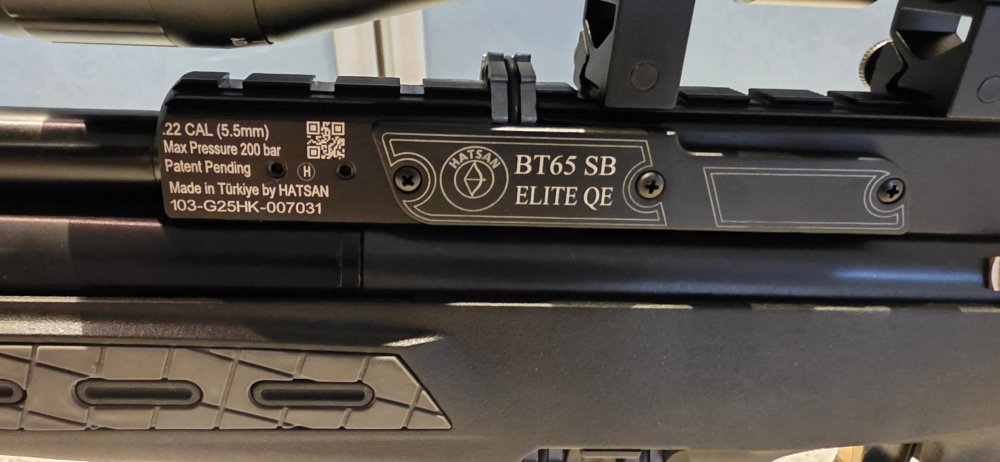 .22 CAL (5.5mm)
Max Pressure 200 bar
Patent Pending
H
Made in Türkiye by HATSAN
103-G25HK-007031
HATSAN
BT65 SB
ELITE QE